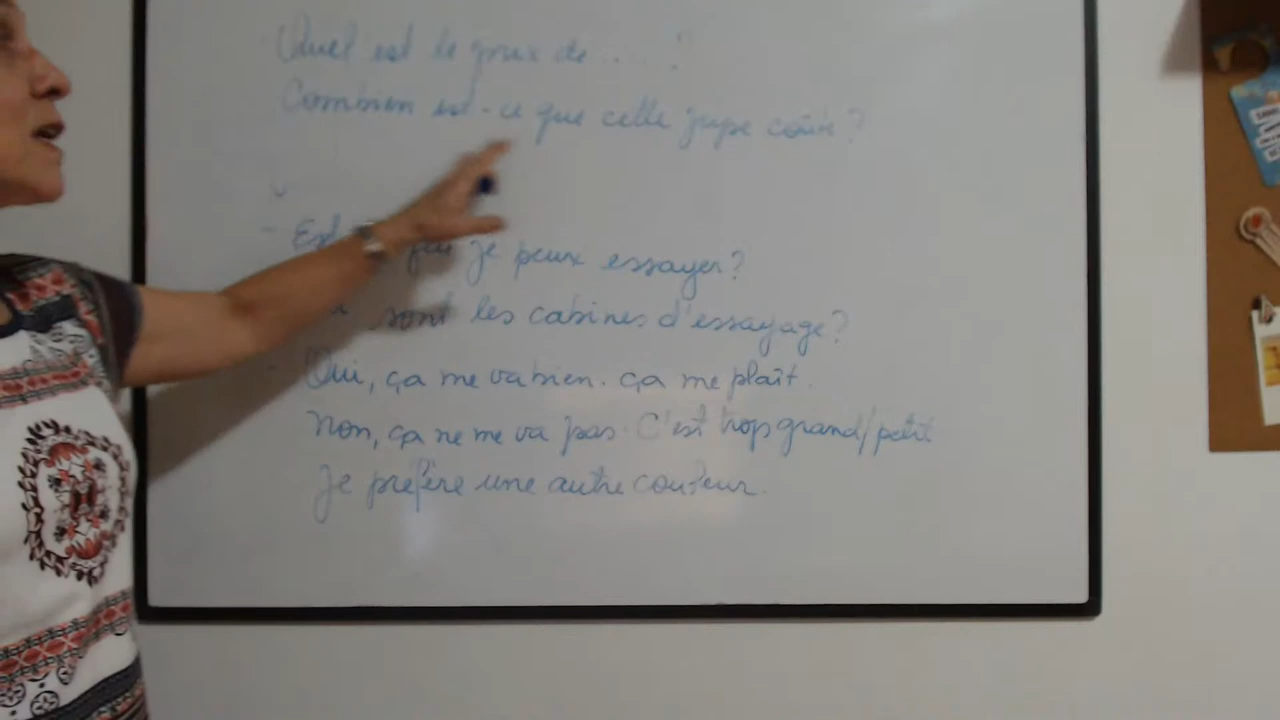 Quel est le prix de ....?
Combien est-ce que cette jupe coûte?
- Est je peux essayer?
sont les cabines d'essayage?
Oui, ça me va bien. ça me plaît.
Non, ça ne me va pas. C'est trop grand/petit
Je préfère une autre couleur.